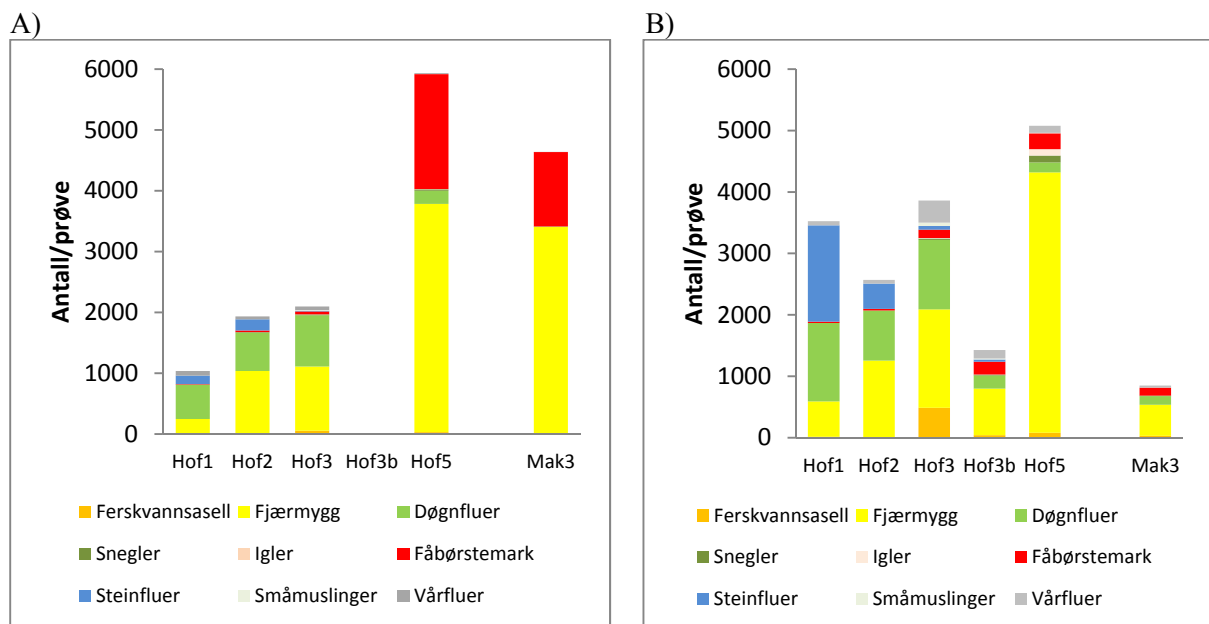 A)
6000
5000
4000
3000
2000
1000
0
Antall/prøve
Hof1 Hof2 Hof3 Hof3b Hof5 Mak3
Ferskvannsasell Fjærmygg Døgnfluer
Snegler Igler Fåbørstemark
Steinfluer Småmuslinger Vårfluer
B)
6000
5000
4000
3000
2000
1000
0
Antall/prøve
Hof1 Hof2 Hof3 Hof3b Hof5 Mak3
Ferskvannsasell Fjærmygg Døgnfluer
Snegler Igler Fåbørstemark
Steinfluer Småmuslinger Vårfluer